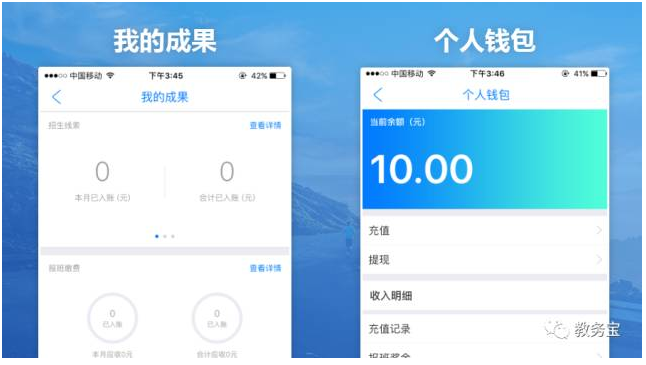 我的成果
中国移动 下午3:45 42%
我的成果
招生线索 查看详情
0 0
本月已入账(元) 合计已入账(元)
报班缴费 查看详情
0 0
已入账 已入账
本月应收0元 合计应收0元
个人钱包
中国移动 下午3:46 41%
个人钱包
当前余额(元)
10.00
充值
提现
收入明细
充值记录
报班奖金
教务宝